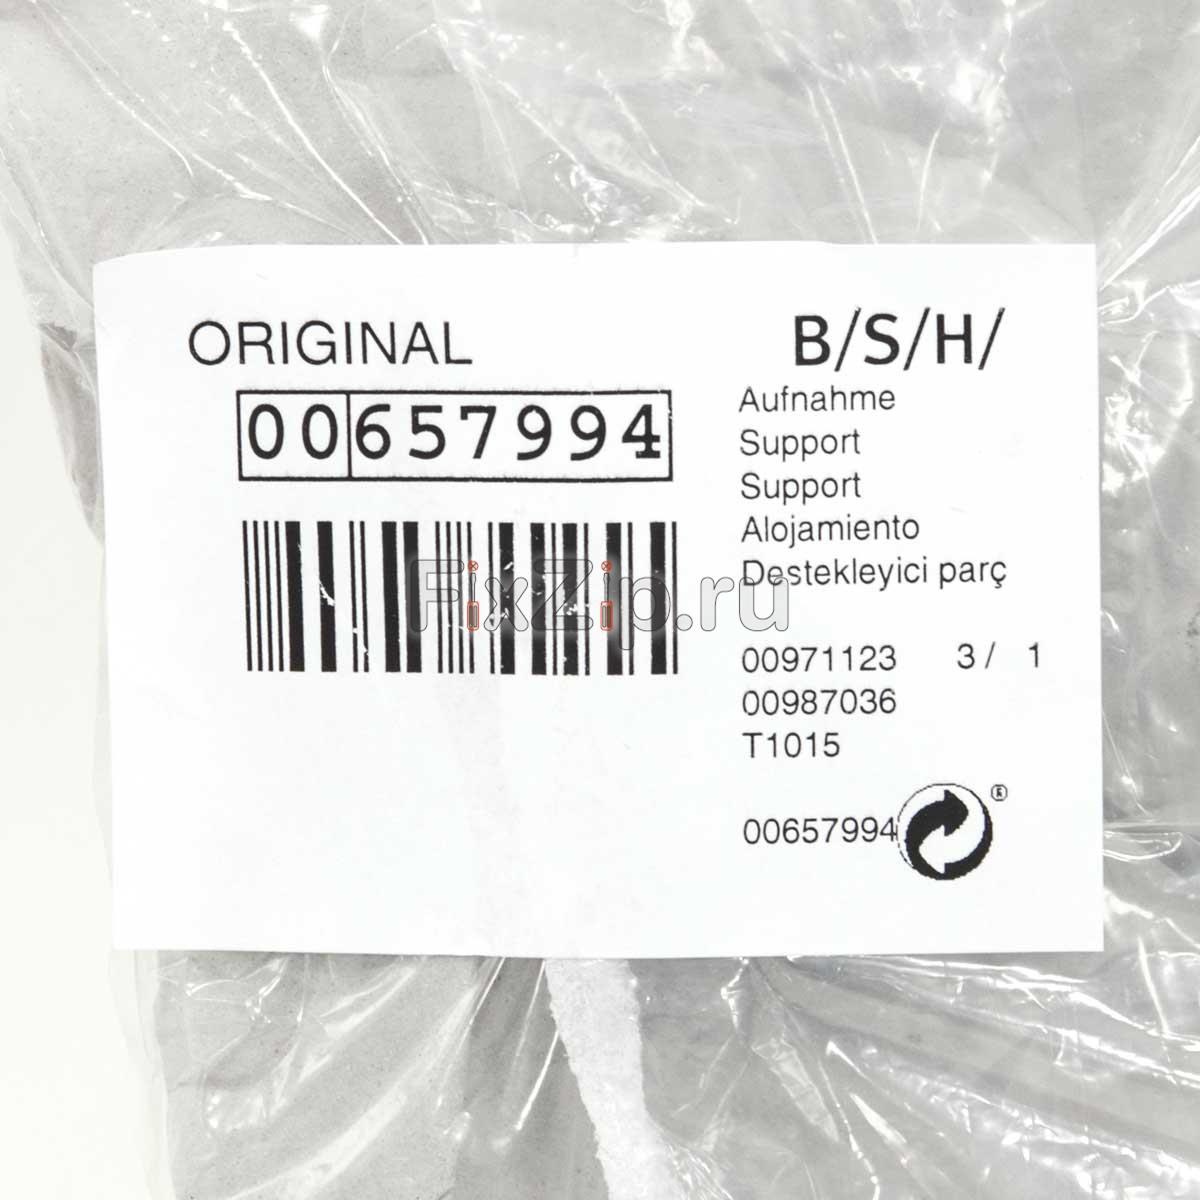 ORIGINAL
B/S/H/
00657994
Aufnahme
Support
Support
Alojamiento
Destekleyici parç
FixZip.ru
00971123 3/ 1
00987036
T1015
00657994
®